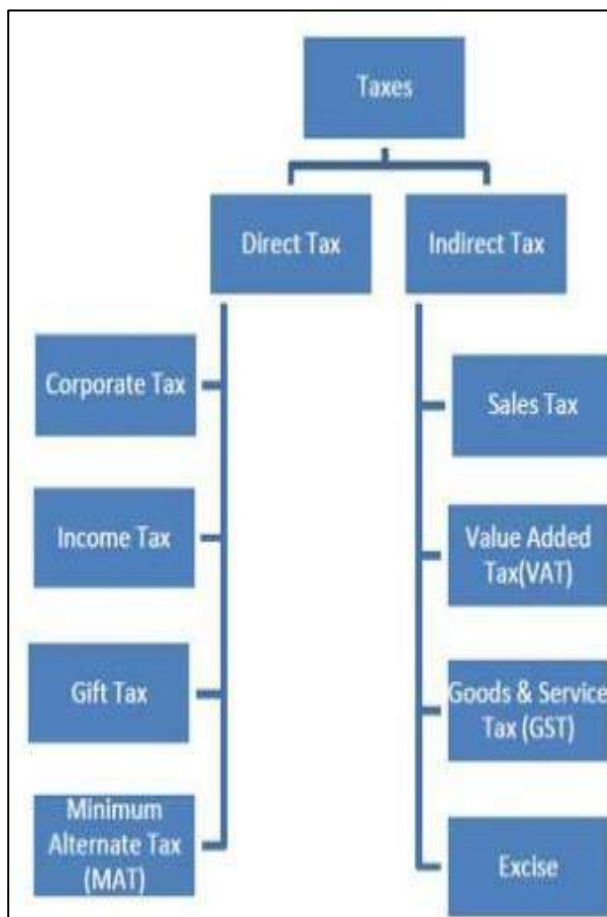 Taxes
Direct Tax
Indirect Tax
Corporate Tax
Income Tax
Gift Tax
Minimum
Alternate Tax
(MAT)
Sales Tax
Value Added
Tax(VAT)
Goods & Service
Tax (GST)
Excise